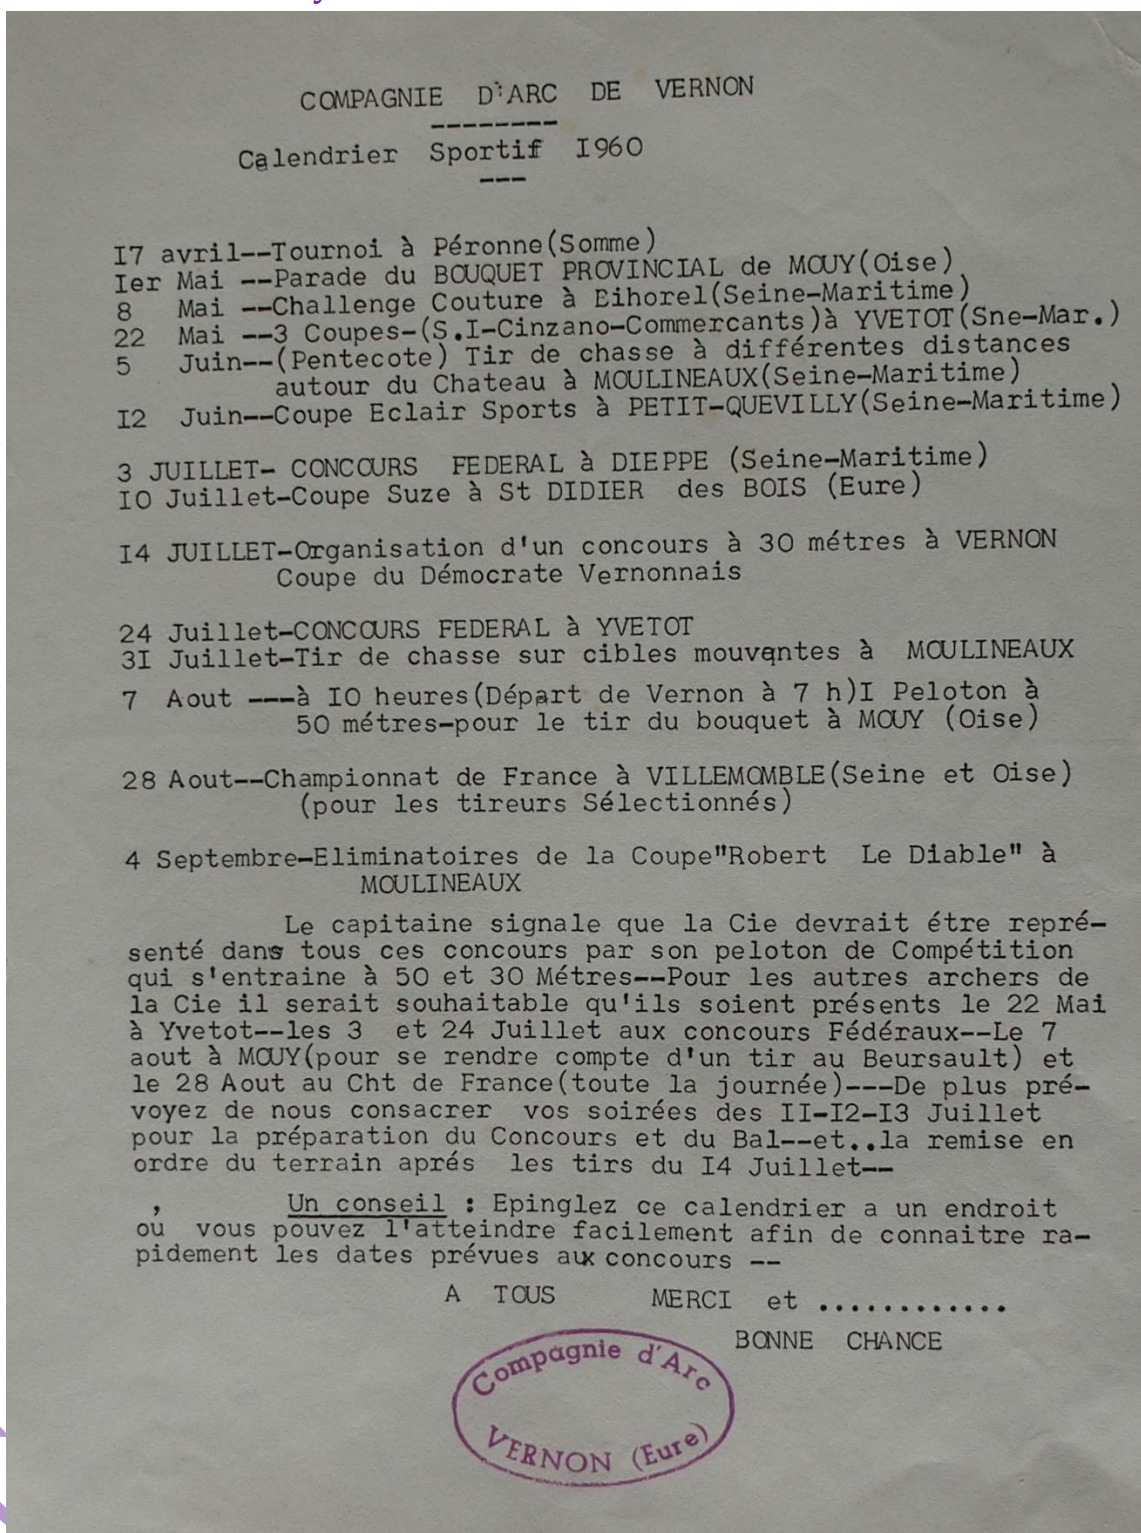 COMPAGNIE D'ARC DE VERNON
--------
Calendrier Sportif I960
---
I7 avril--Tournoi à Péronne(Somme)
Ier Mai --Parade du BOUQUET PROVINCIAL de MOUY(Oise)
8 Mai --Challenge Couture à Bihorel(Seine-Maritime)
22 Mai --3 Coupes-(S.I-Cinzano-Commercants)à YVETOT(Sne-Mar.)
5 Juin--(Pentecote) Tir de chasse à différentes distances
autour du Chateau à MOULINEAUX(Seine-Maritime)
I2 Juin--Coupe Eclair Sports à PETIT-QUEVILLY(Seine-Maritime)
3 JUILLET- CONCOURS FEDERAL à DIEPPE (Seine-Maritime)
IO Juillet-Coupe Suze à St DIDIER des BOIS (Eure)
I4 JUILLET-Organisation d'un concours à 30 métres à VERNON
Coupe du Démocrate Vernonnais
24 Juillet-CONCOURS FEDERAL à YVETOT
3I Juillet-Tir de chasse sur cibles mouvantes à MOULINEAUX
7 Aout ---à IO heures(Départ de Vernon à 7 h)I Peloton à
50 métres-pour le tir du bouquet à MOUY (Oise)
28 Aout--Championnat de France à VILLEMOMBLE(Seine et Oise)
(pour les tireurs Sélectionnés)
4 Septembre-Eliminatoires de la Coupe"Robert Le Diable" à
MOULINEAUX
Le capitaine signale que la Cie devrait étre repré-
senté dans tous ces concours par son peloton de Compétition
qui s'entraine à 50 et 30 Métres--Pour les autres archers de
la Cie il serait souhaitable qu'ils soient présents le 22 Mai
à Yvetot--les 3 et 24 Juillet aux concours Fédéraux--Le 7
aout à MOUY(pour se rendre compte d'un tir au Beursault) et
le 28 Aout au Cht de France(toute la journée)---De plus pré-
voyez de nous consacrer vos soirées des II-I2-I3 Juillet
pour la préparation du Concours et du Bal--et..la remise en
ordre du terrain aprés les tirs du I4 Juillet--
, Un conseil : Epinglez ce calendrier a un endroit
où vous pouvez l'atteindre facilement afin de connaitre ra-
pidement les dates prévues aux concours --
A TOUS MERCI et ............
BONNE CHANCE
Compagnie d'Arc
VERNON (Eure)